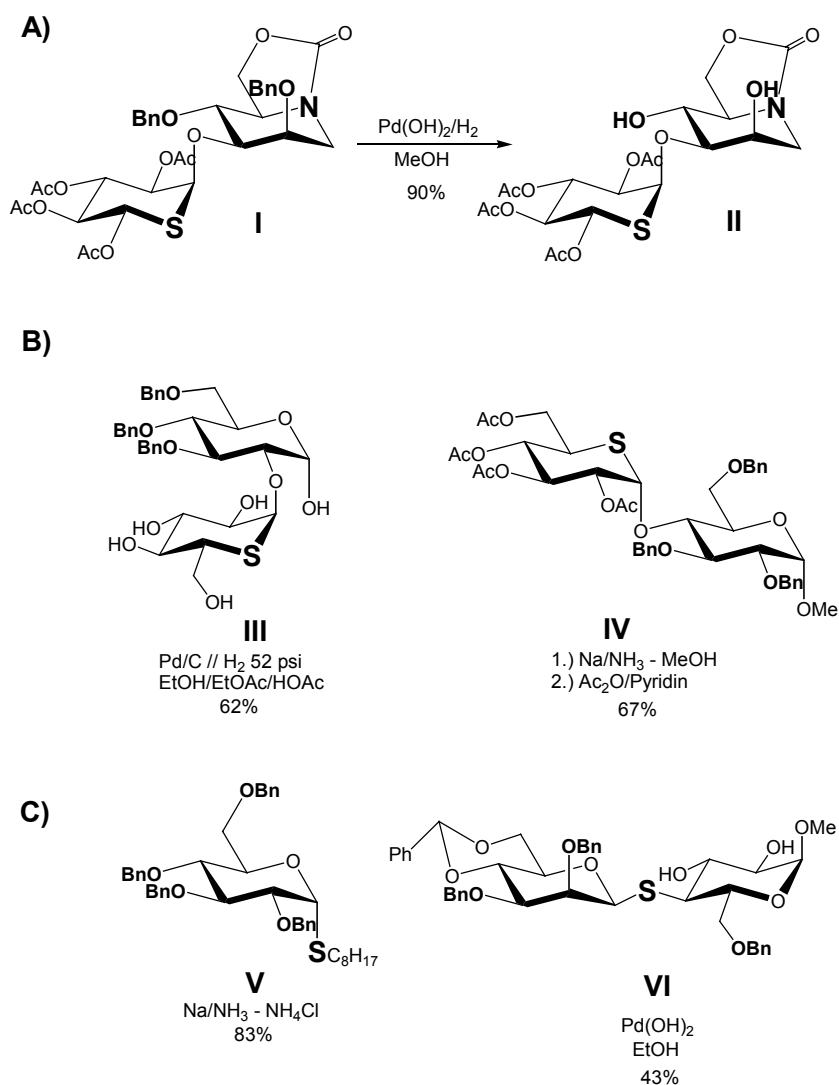 A)
O
O
BnO
N
BnO
O
OAc
AcO
AcO
AcO
S
I
Pd(OH)2/H2
MeOH
90%
O
O
OH
N
HO
O
OAc
AcO
AcO
AcO
S
II
B)
BnO
O
BnO
BnO
O
OH
OH
HO
HO
S
OH
III
Pd/C // H2 52 psi
EtOH/EtOAc/HOAc
62%
AcO
S
AcO
AcO
OAc
OBn
O
O
BnO
BnO
OMe
IV
1.) Na/NH3 - MeOH
2.) Ac2O/Pyridin
67%
C)
OBn
O
BnO
BnO
OBn
SC8H17
V
Na/NH3 - NH4Cl
83%
Ph
O
O
OBn
O
BnO
S
HO
OH
OMe
O
OBn
VI
Pd(OH)2
EtOH
43%